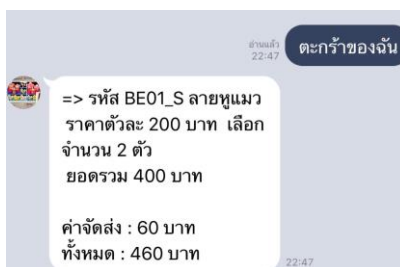 อ่านแล้ว
22:47
ตะกร้าของฉัน
=> รหัส BE01_S ลายหูแมว
ราคาตัวละ 200 บาท เลือก
จำนวน 2 ตัว
ยอดรวม 400 บาท
ค่าจัดส่ง : 60 บาท
ทั้งหมด : 460 บาท
22:47